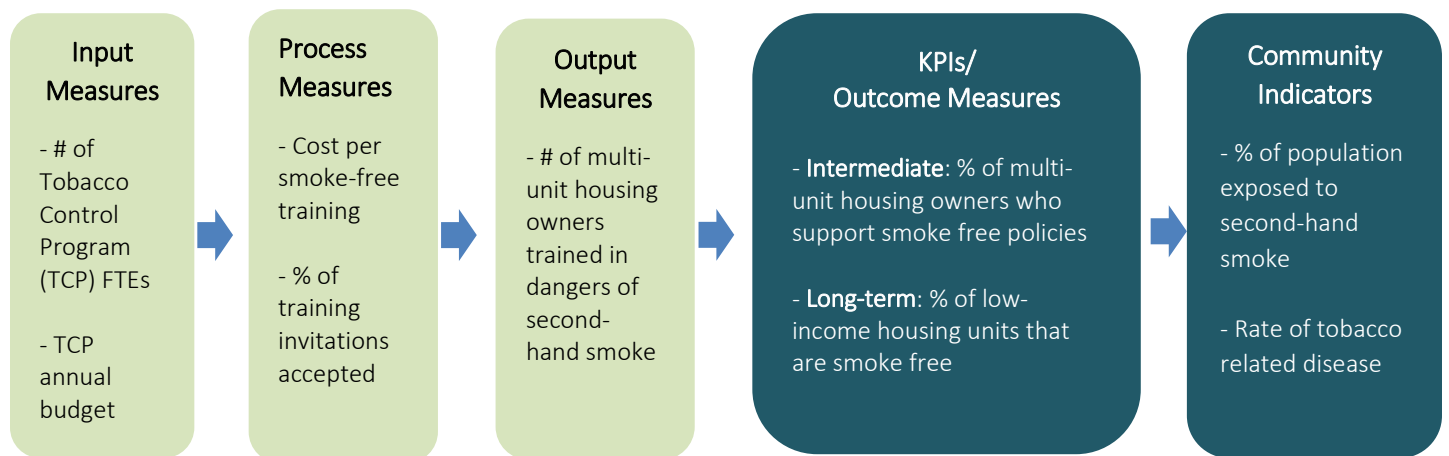 Input
Measures
- # of
Tobacco
Control
Program
(TCP) FTEs
- TCP
annual
budget
Process
Measures
- Cost per
smoke-free
training
- % of
training
invitations
accepted
Output
Measures
- # of multi-
unit housing
owners
trained in
dangers of
second-
hand smoke
KPIs/
Outcome Measures
- Intermediate: % of multi-
unit housing owners who
support smoke free policies
- Long-term: % of low-
income housing units that
are smoke free
Community
Indicators
- % of population
exposed to
second-hand
smoke
- Rate of tobacco
related disease